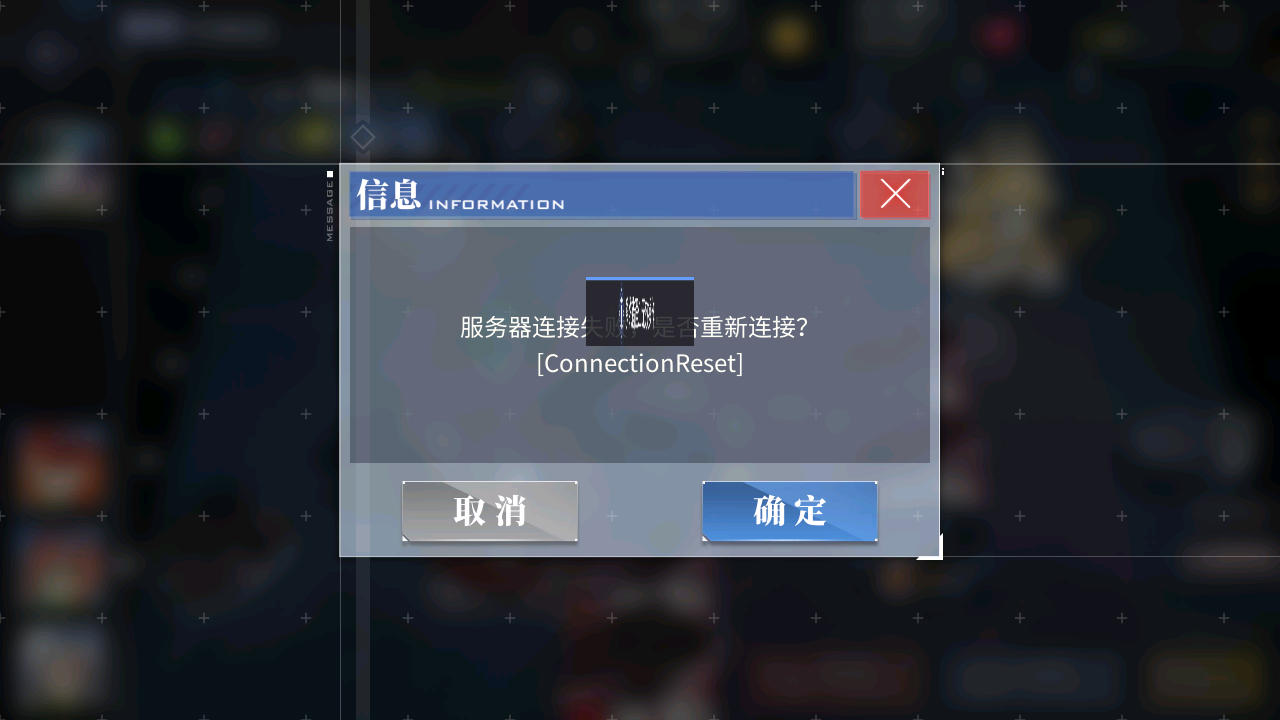 信息 INFORMATION
MESSAGE
服务器连接失败，是否重新连接？
[ConnectionReset]
取消
确定